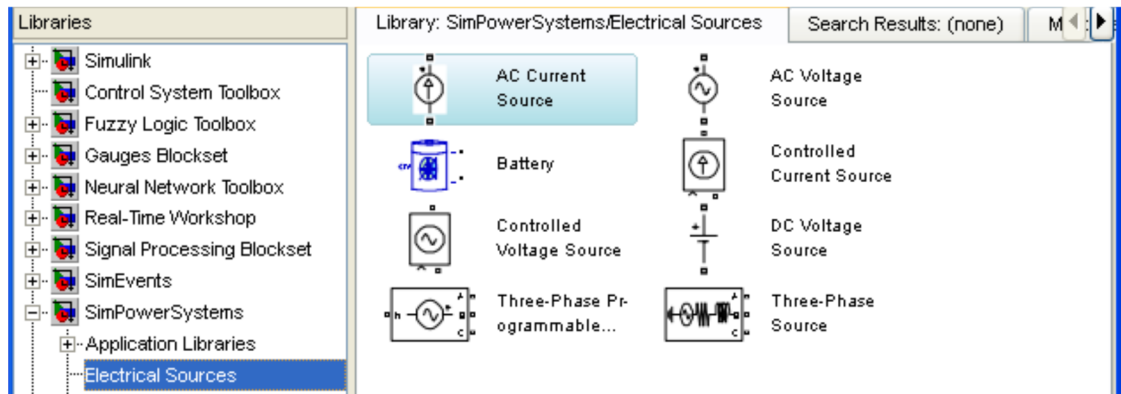 Libraries
Simulink
Control System Toolbox
Fuzzy Logic Toolbox
Gauges Blockset
Neural Network Toolbox
Real-Time Workshop
Signal Processing Blockset
SimEvents
SimPowerSystems
Application Libraries
Electrical Sources
Library: SimPowerSystems/Electrical Sources
Search Results: (none)
M
AC Current
Source
AC Voltage
Source
Battery
Controlled
Current Source
Controlled
Voltage Source
DC Voltage
Source
Three-Phase Pr-
ogrammable...
Three-Phase
Source